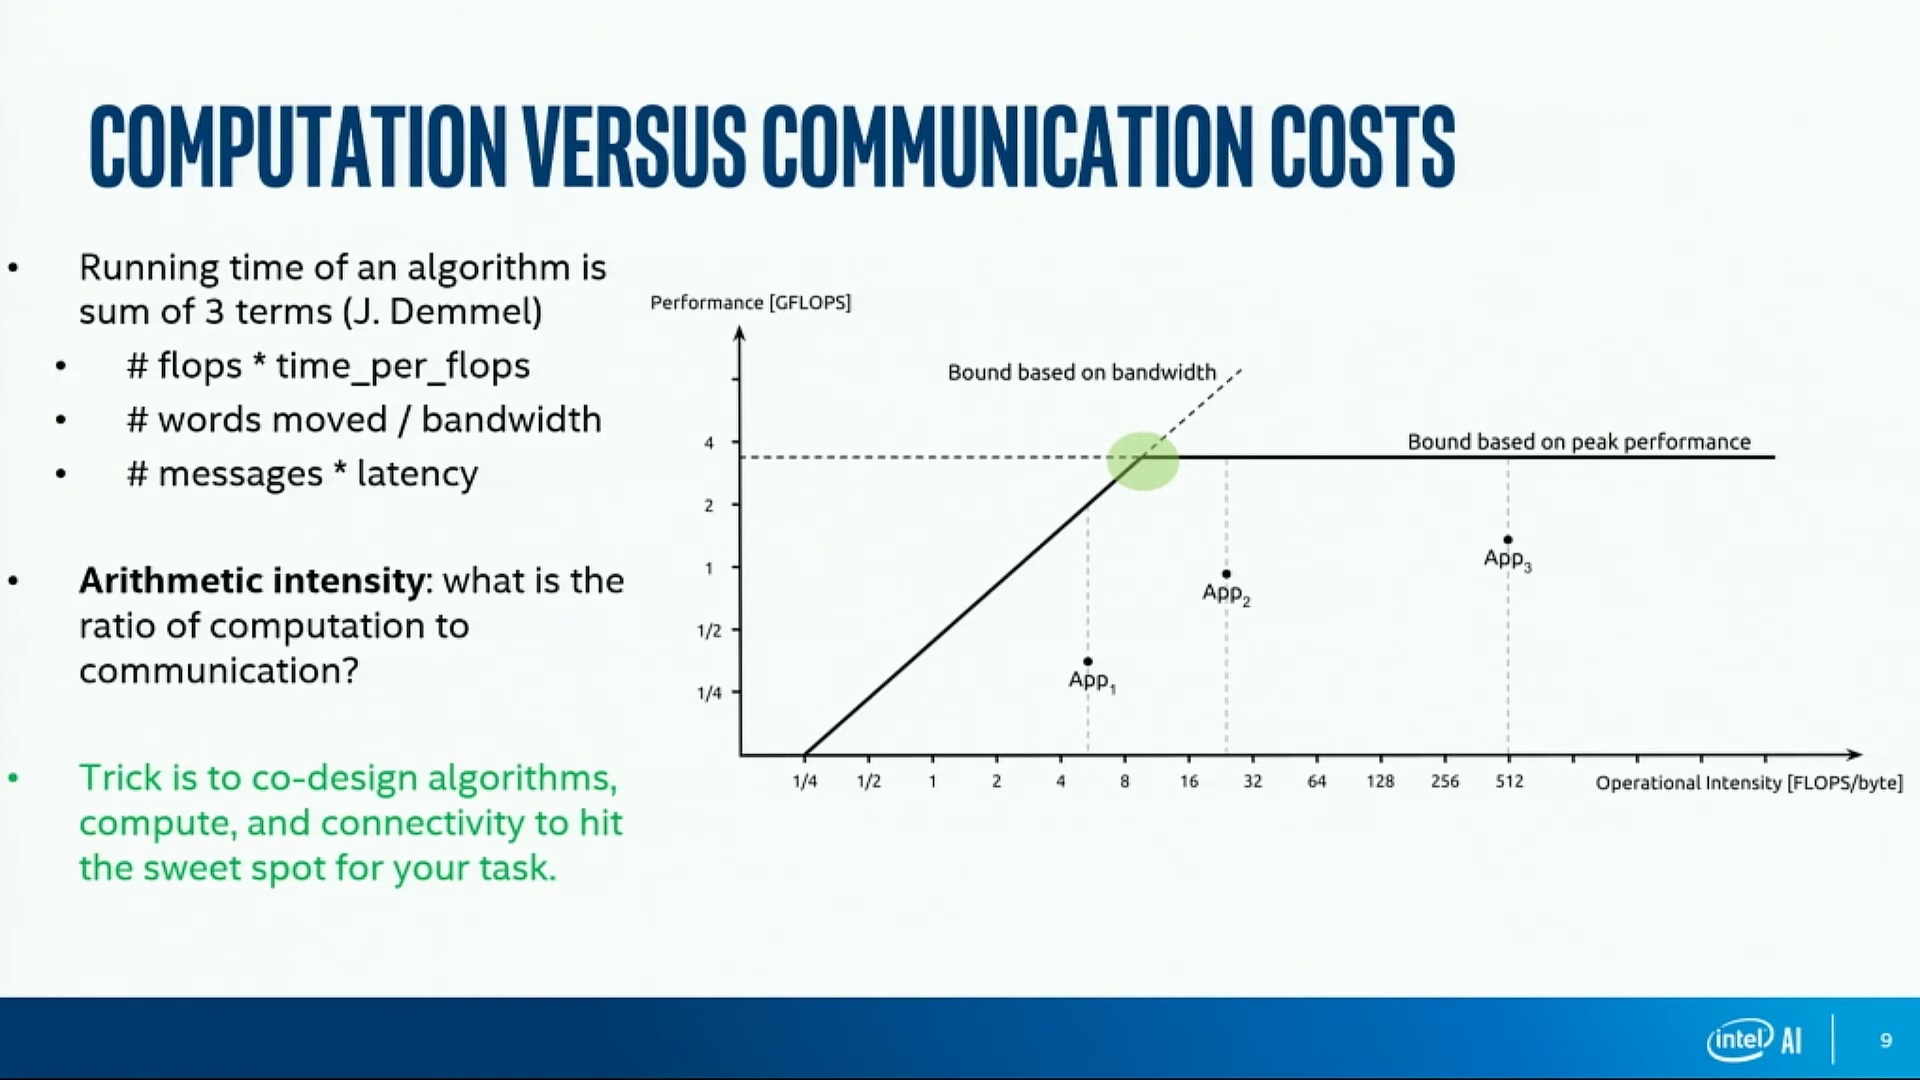 COMPUTATION VERSUS COMMUNICATION COSTS
• Running time of an algorithm is
sum of 3 terms (J. Demmel)
• # flops * time_per_flops
• # words moved / bandwidth
• # messages * latency
• Arithmetic intensity: what is the
ratio of computation to
communication?
• Trick is to co-design algorithms,
compute, and connectivity to hit
the sweet spot for your task.
Performance [GFLOPS]
Bound based on bandwidth
Bound based on peak performance
4
2
1
1/2
1/4
App3
App2
App1
1/4 1/2 1 2 4 8 16 32 64 128 256 512 Operational Intensity [FLOPS/byte]
intel AI 9